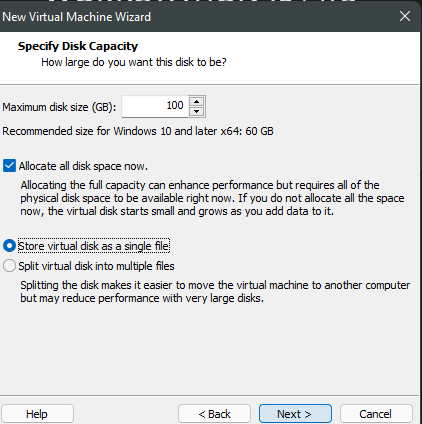 New Virtual Machine Wizard
Specify Disk Capacity
How large do you want this disk to be?
Maximum disk size (GB): 100
Recommended size for Windows 10 and later x64: 60 GB
Allocate all disk space now.
Allocating the full capacity can enhance performance but requires all of the
physical disk space to be available right now. If you do not allocate all the space
now, the virtual disk starts small and grows as you add data to it.
Store virtual disk as a single file
Split virtual disk into multiple files
Splitting the disk makes it easier to move the virtual machine to another computer
but may reduce performance with very large disks.
Help < Back Next > Cancel